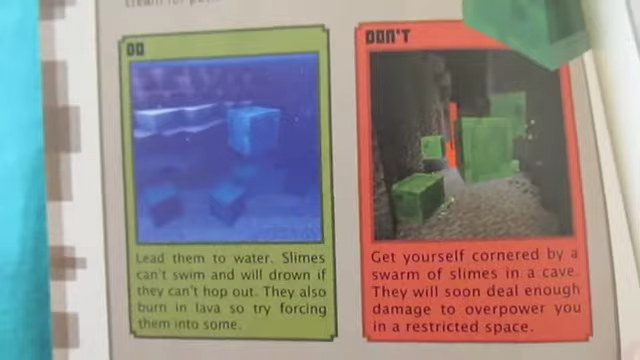 DO
Lead them to water. Slimes
can't swim and will drown if
they can't hop out. They also
burn in lava so try forcing
them into some.
DON'T
Get yourself cornered by a
swarm of slimes in a cave.
They will soon deal enough
damage to overpower you
in a restricted space.